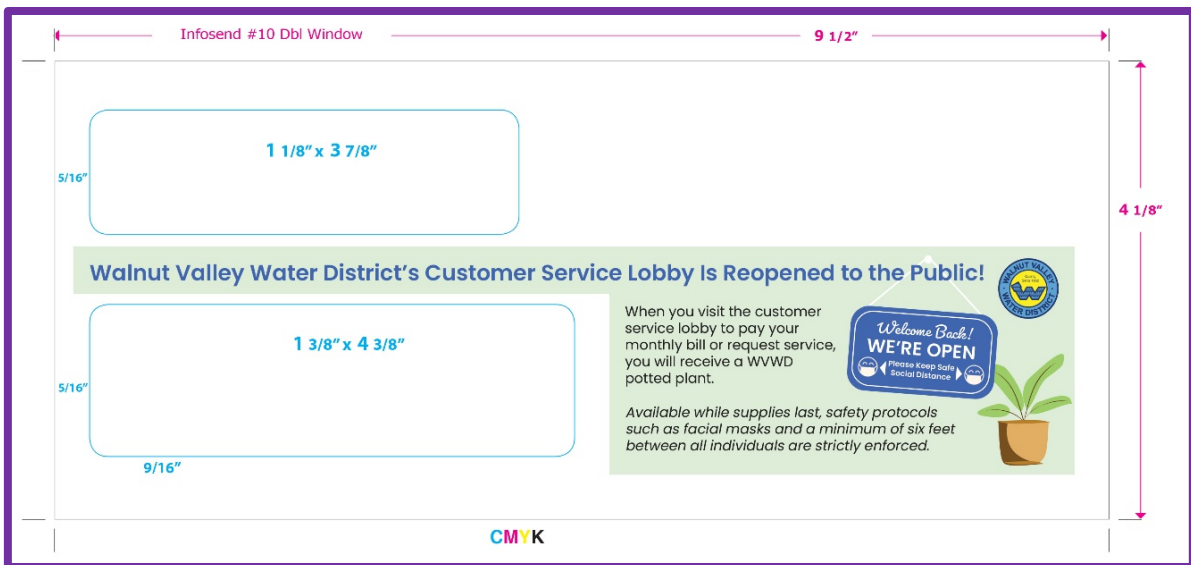 Infosend #10 Dbl Window
9 1/2"
1 1/8" x 3 7/8"
5/16"
4 1/8"
Walnut Valley Water District's Customer Service Lobby Is Reopened to the Public!
WALNUT VALLEY
WATER DISTRICT
When you visit the customer
service lobby to pay your
monthly bill or request service,
you will receive a WVWD
potted plant.
Welcome Back!
WE'RE OPEN
Please Keep Safe
Social Distance
1 3/8" x 4 3/8"
5/16"
Available while supplies last, safety protocols
such as facial masks and a minimum of six feet
between all individuals are strictly enforced.
9/16"
CMYK